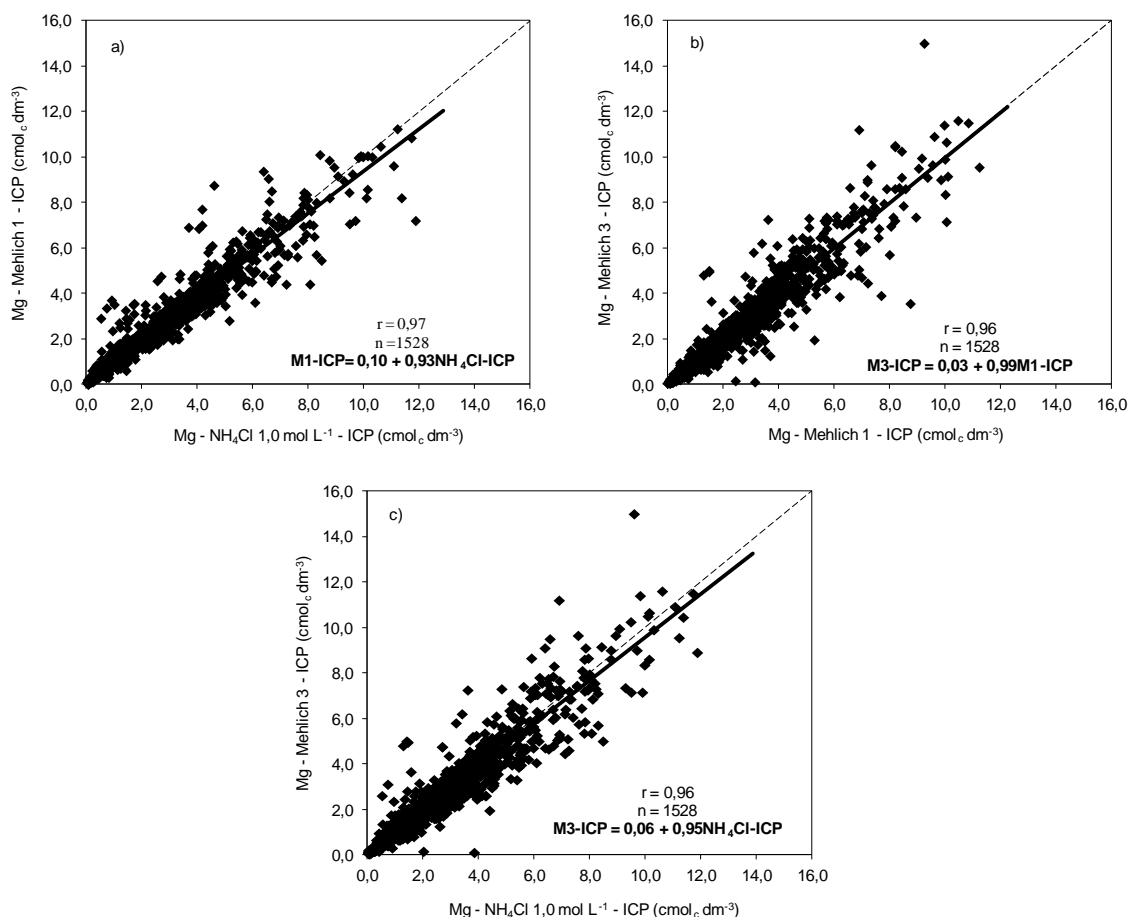 a)
Mg - Mehlich 1 - ICP (cmolc dm-3)
16,0
14,0
12,0
10,0
8,0
6,0
4,0
2,0
0,0
r = 0,97
n =1528
M1-ICP= 0,10 + 0,93NH4Cl-ICP
0,0 2,0 4,0 6,0 8,0 10,0 12,0 14,0 16,0
Mg - NH4Cl 1,0 mol L-1 - ICP (cmolc dm-3)
b)
Mg - Mehlich 3 - ICP (cmolc dm-3)
16,0
14,0
12,0
10,0
8,0
6,0
4,0
2,0
0,0
r = 0,96
n = 1528
M3-ICP = 0,03 + 0,99M1-ICP
0,0 2,0 4,0 6,0 8,0 10,0 12,0 14,0 16,0
Mg - Mehlich 1 - ICP (cmolc dm-3)
c)
Mg - Mehlich 3 - ICP (cmolc dm-3)
16,0
14,0
12,0
10,0
8,0
6,0
4,0
2,0
0,0
r = 0,96
n = 1528
M3-ICP = 0,06 + 0,95NH4Cl-ICP
0,0 2,0 4,0 6,0 8,0 10,0 12,0 14,0 16,0
Mg - NH4Cl 1,0 mol L-1 - ICP (cmolc dm-3)